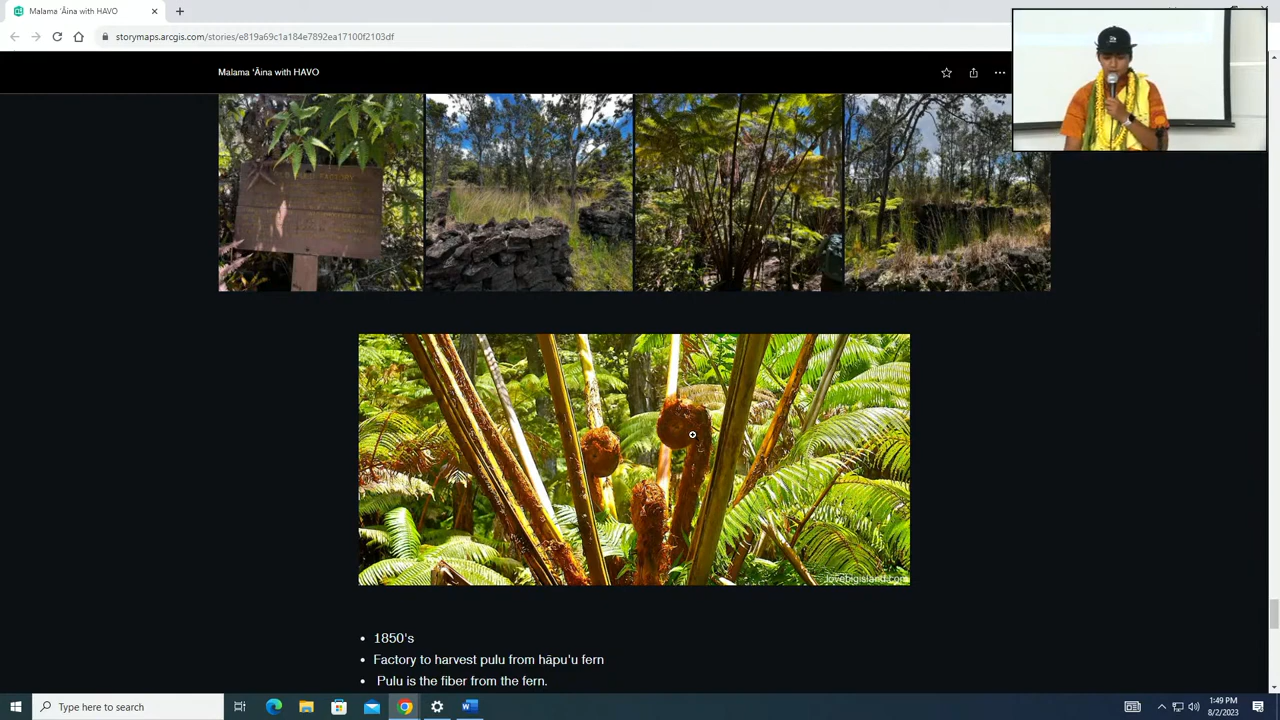 Malama 'Āina with HAVO
storymaps.arcgis.com/stories/e819a69c1a184e7892ea17100f2103df
Malama 'Āina with HAVO
FACTORY
lovebigisland.com
• 1850's
• Factory to harvest pulu from hāpu'u fern
• Pulu is the fiber from the fern.
Type here to search
1:49 PM
8/2/2023